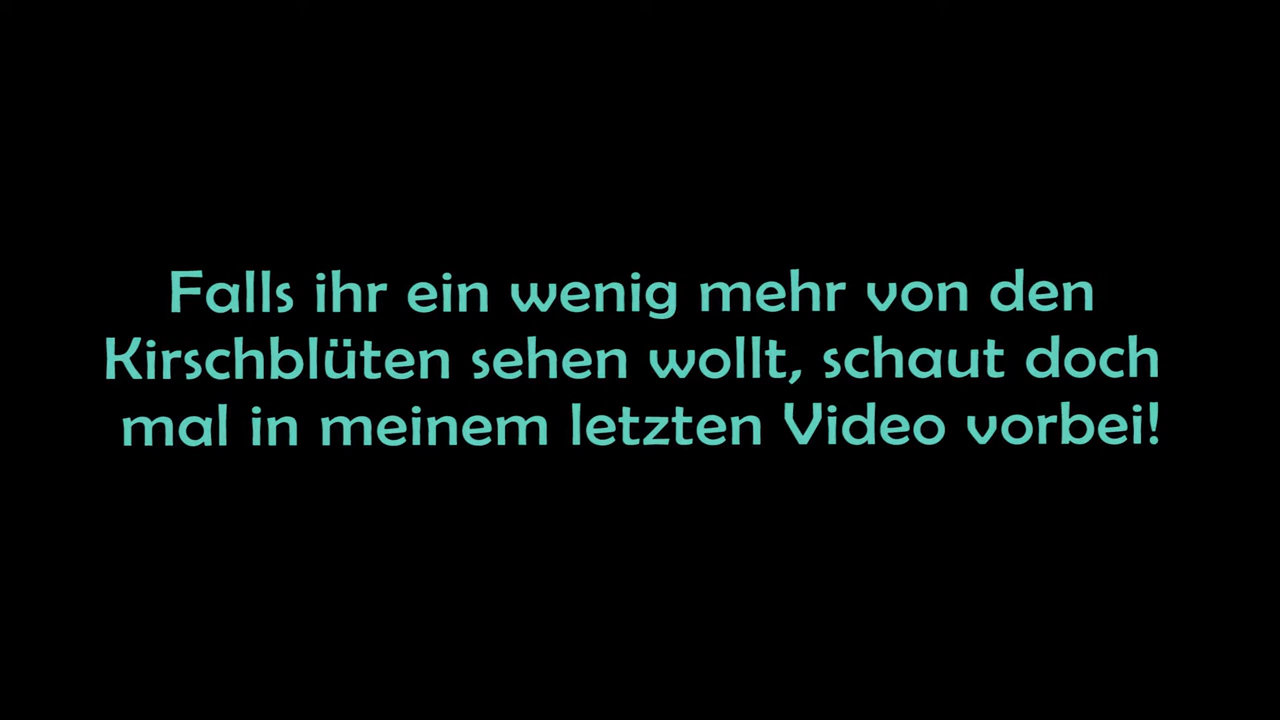 Falls ihr ein wenig mehr von den
Kirschblüten sehen wollt, schaut doch
mal in meinem letzten Video vorbei!